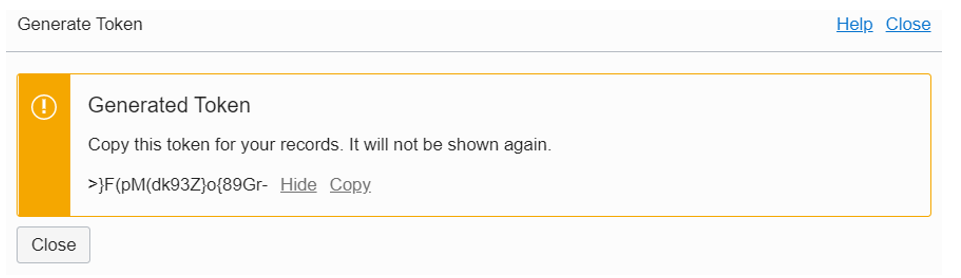 Generate Token Help Close
Generated Token
Copy this token for your records. It will not be shown again.
>}F(pM(dk93Z}o{89Gr- Hide Copy
Close